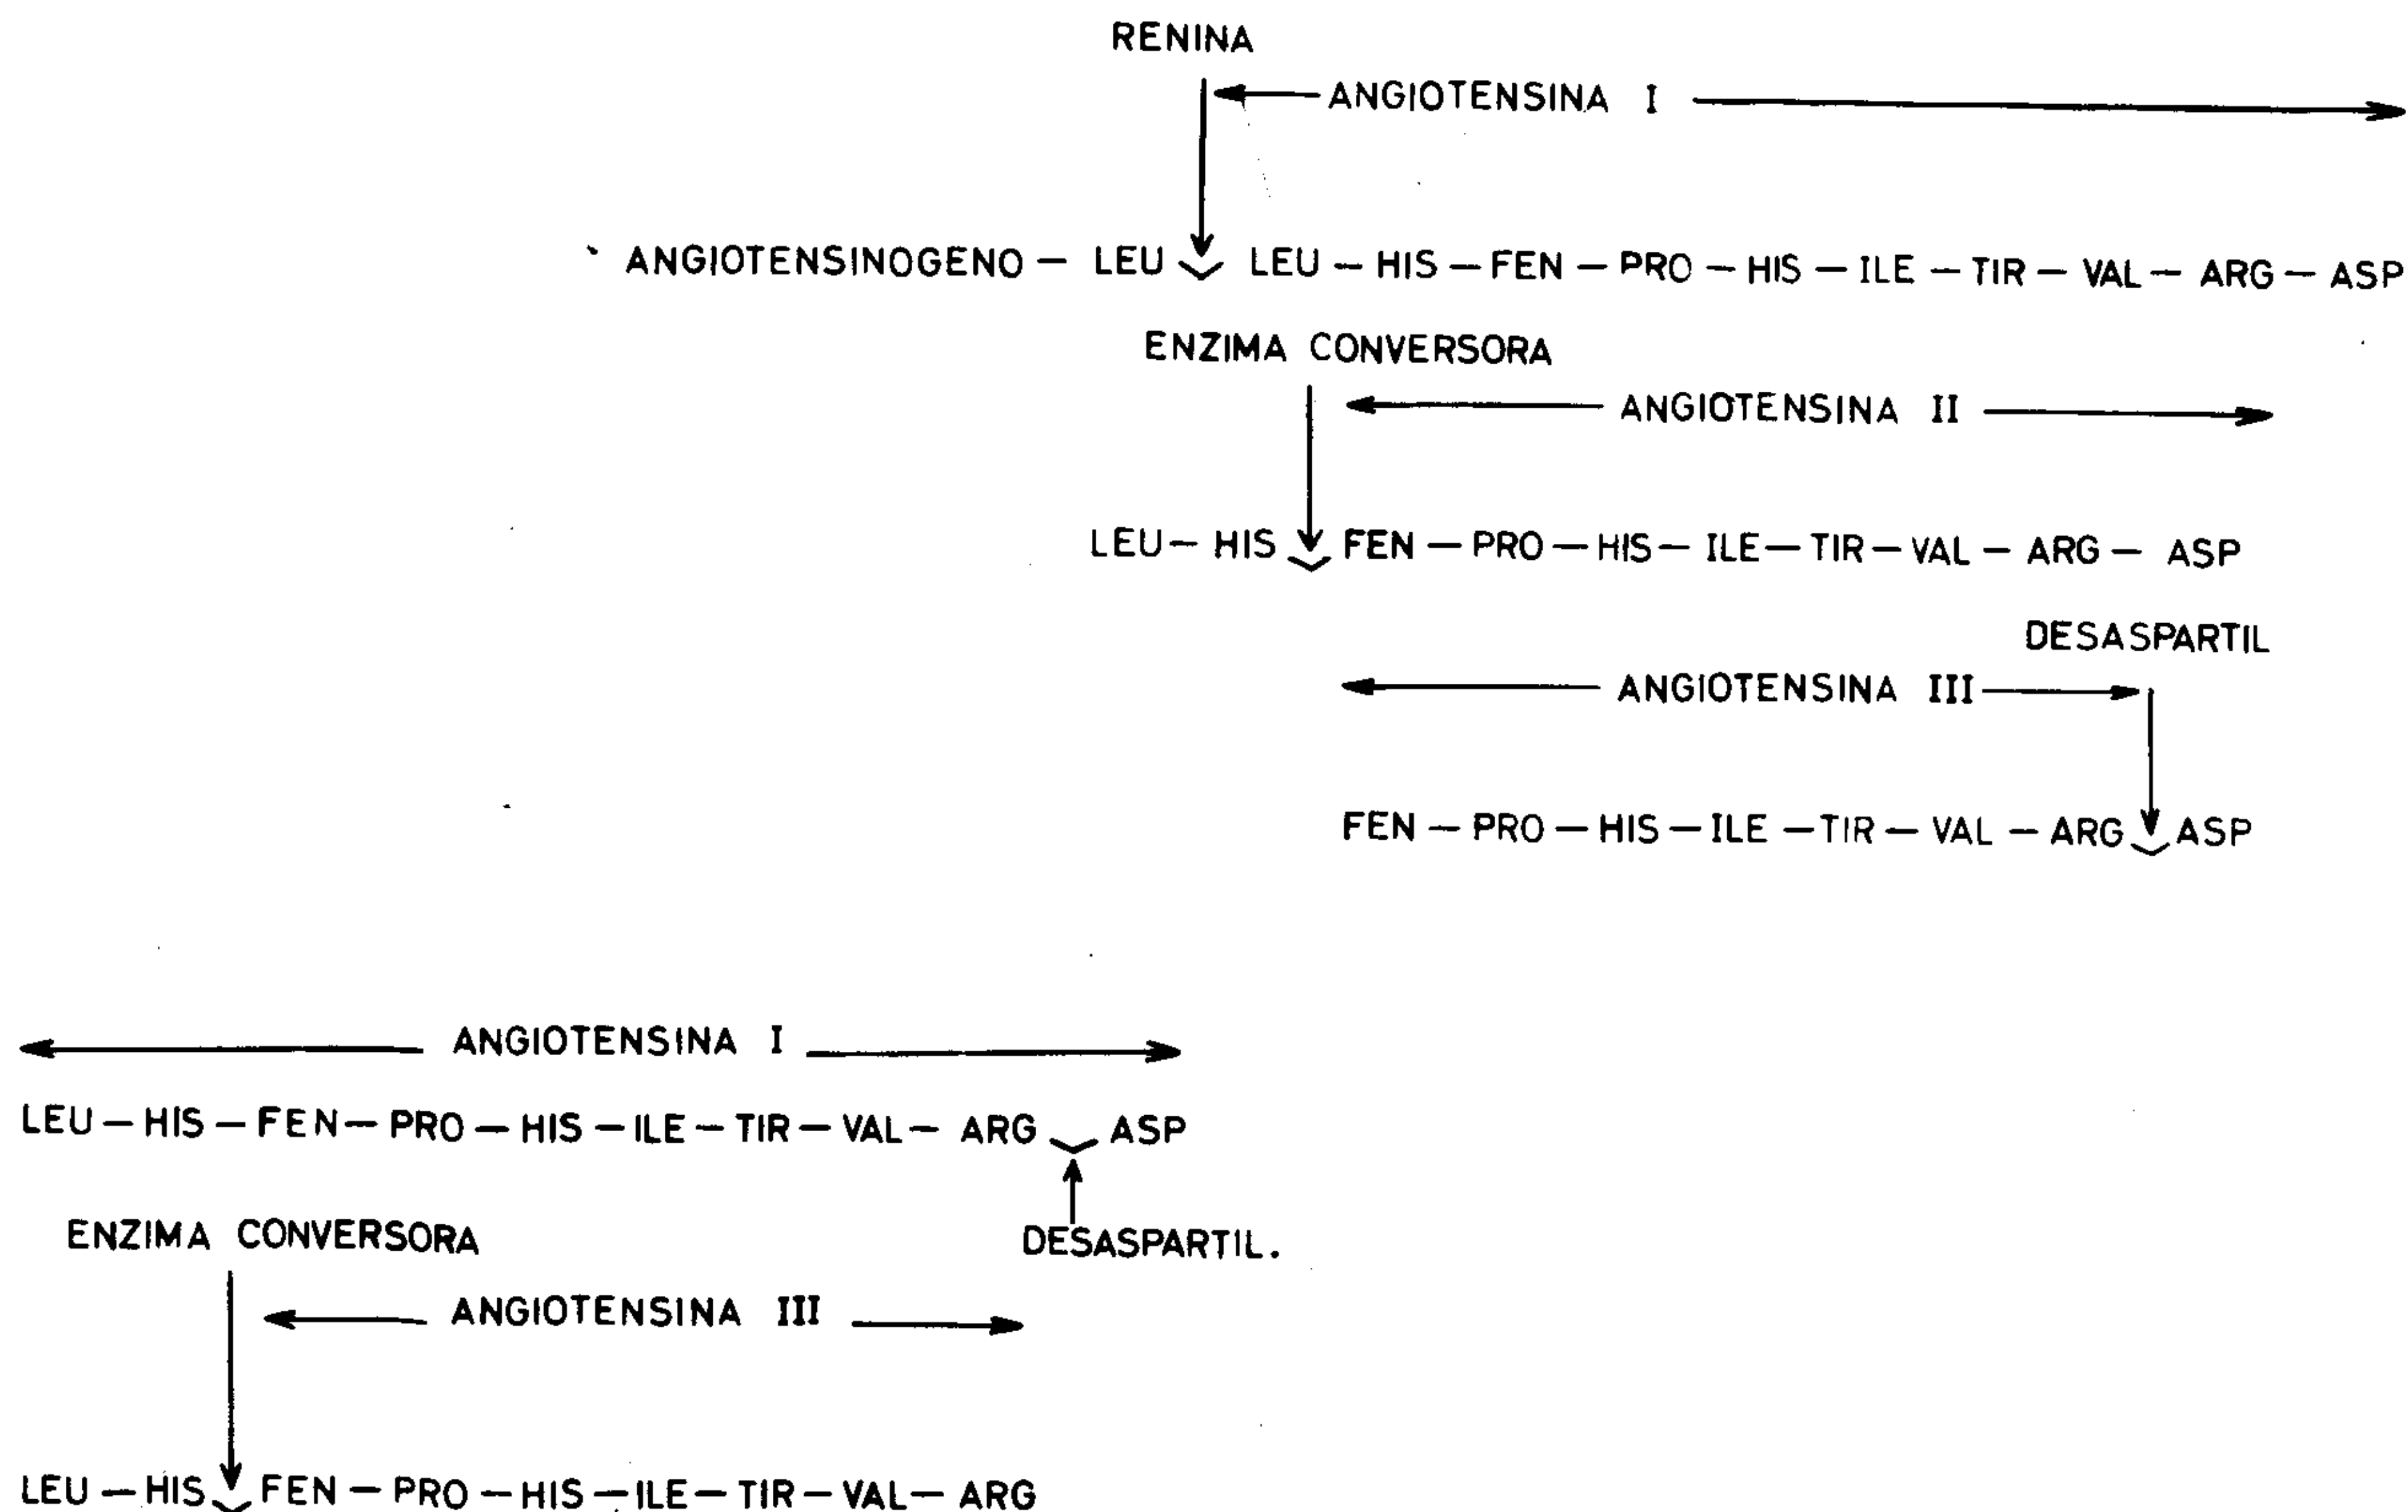 RENINA
ANGIOTENSINA I
ANGIOTENSINOGENO — LEU LEU — HIS — FEN — PRO — HIS — ILE — TIR — VAL — ARG — ASP
ENZIMA CONVERSORA
ANGIOTENSINA II
LEU — HIS FEN — PRO — HIS — ILE — TIR — VAL — ARG — ASP
DESASPARTIL
ANGIOTENSINA III
FEN — PRO — HIS — ILE — TIR — VAL — ARG ASP
ANGIOTENSINA I
LEU — HIS — FEN — PRO — HIS — ILE — TIR — VAL — ARG ASP
ENZIMA CONVERSORA
DESASPARTIL.
ANGIOTENSINA III
LEU — HIS FEN — PRO — HIS — ILE — TIR — VAL — ARG